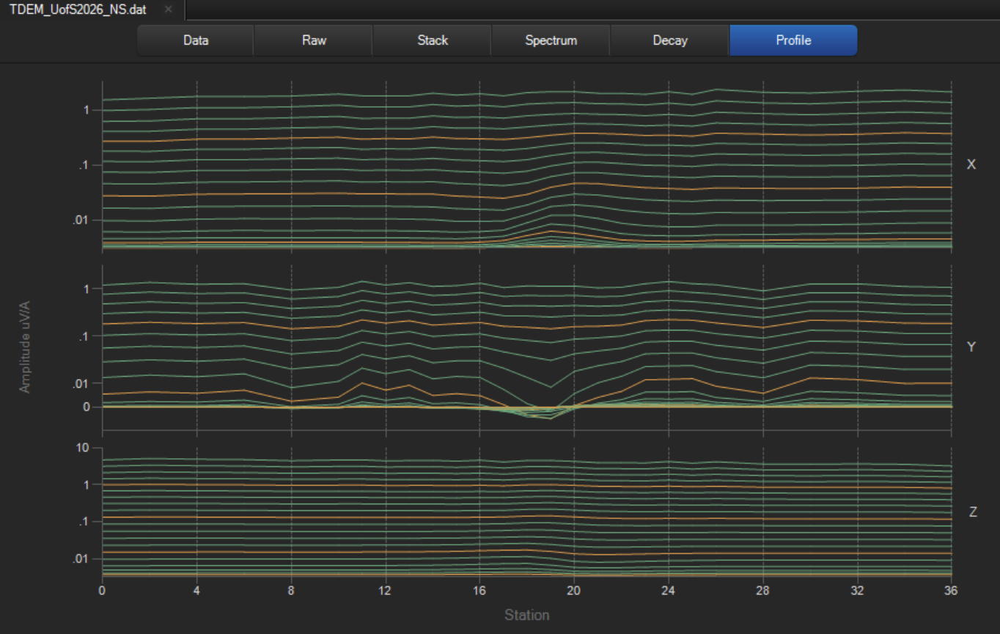 TDEM_UofS2026_NS.dat ×
Data Raw Stack Spectrum Decay Profile
1
.1
.01
X
1
.1
.01
0
Y
Amplitude uV/A
10
1
.1
.01
Z
0 4 8 12 16 20 24 28 32 36
Station